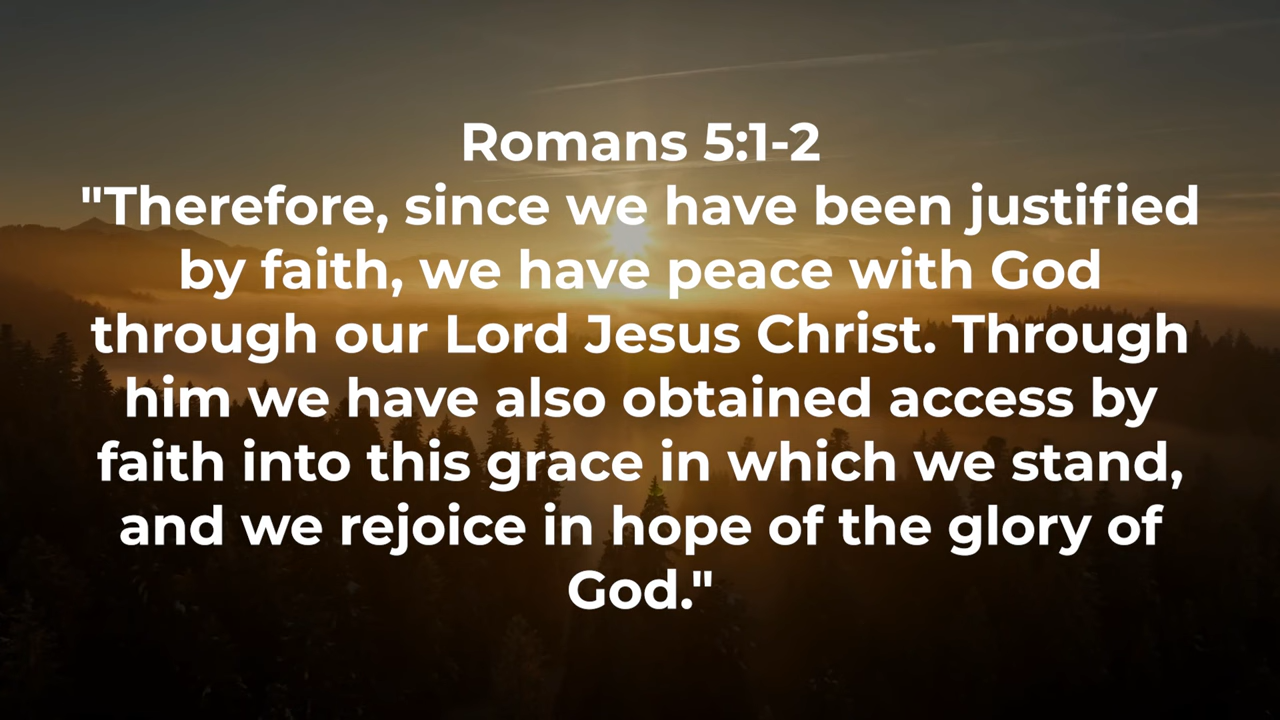 Romans 5:1-2
"Therefore, since we have been justified
by faith, we have peace with God
through our Lord Jesus Christ. Through
him we have also obtained access by
faith into this grace in which we stand,
and we rejoice in hope of the glory of
God."